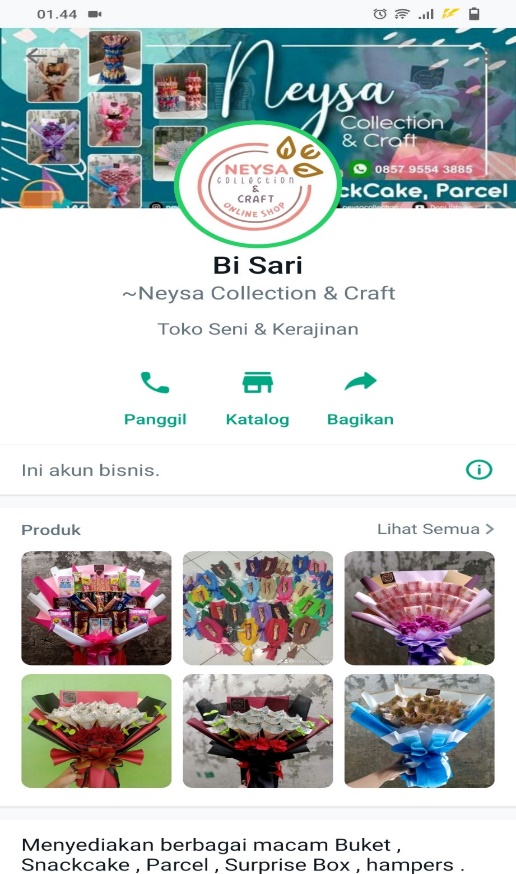 01.44
Neysa
Collection
& Craft
0857 9554 3885
ckCake, Parcel
NEYSA
COLLECTION
&
CRAFT
ONLINE SHOP
Bi Sari
~Neysa Collection & Craft
Toko Seni & Kerajinan
Panggil
Katalog
Bagikan
Ini akun bisnis.
Produk
Lihat Semua >
Menyediakan berbagai macam Buket ,
Snackcake , Parcel , Surprise Box , hampers .